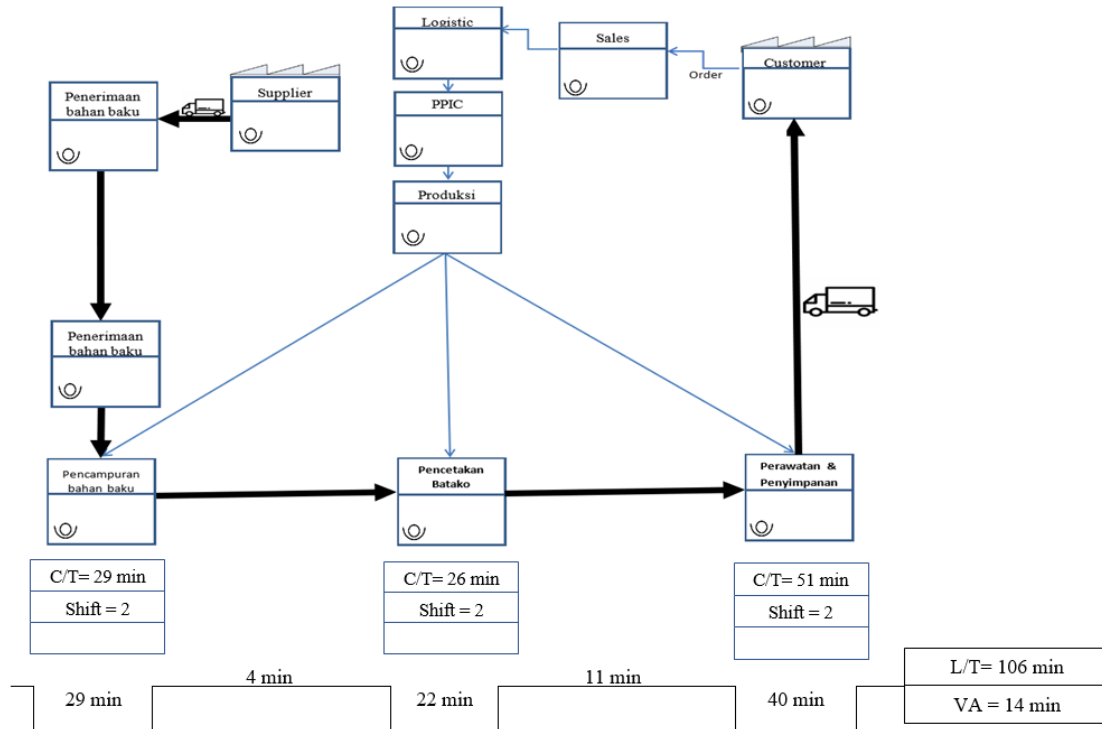 Logistic
Sales
Customer
Order
Supplier
Penerimaan
bahan baku
PPIC
Produksi
Penerimaan
bahan baku
Pencampuran
bahan baku
Pencetakan
Batako
Perawatan &
Penyimpanan
C/T= 29 min
Shift = 2
C/T= 26 min
Shift = 2
C/T= 51 min
Shift = 2
4 min
11 min
29 min
22 min
40 min
L/T= 106 min
VA = 14 min